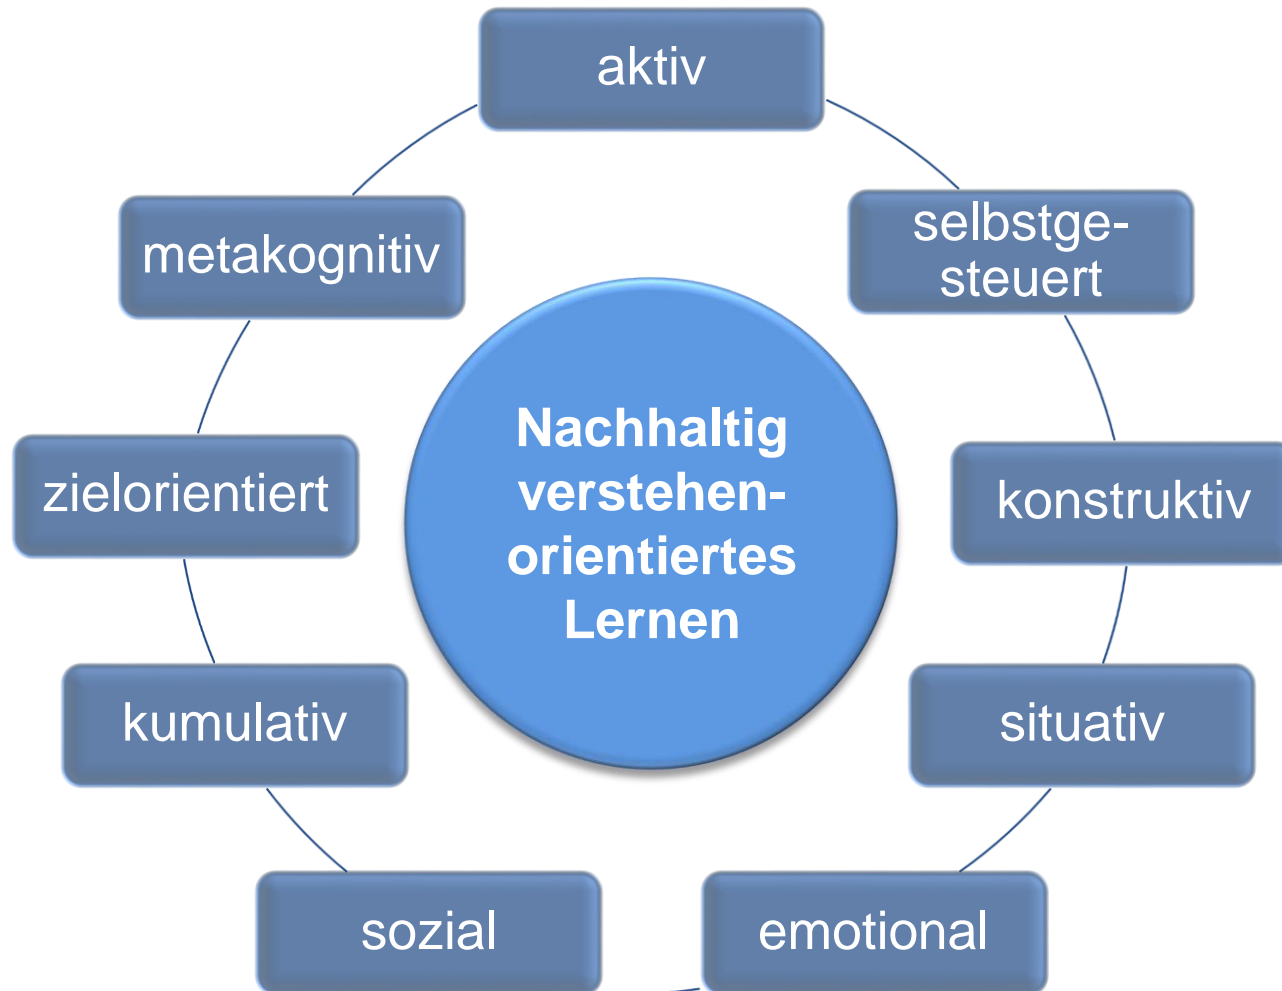 aktiv
selbstge-
steuert
konstruktiv
situativ
emotional
sozial
kumulativ
zielorientiert
metakognitiv
Nachhaltig
verstehen-
orientiertes
Lernen